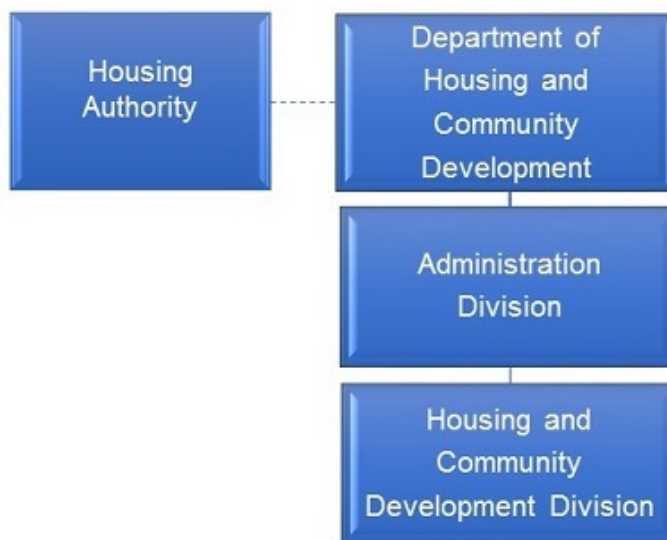 Housing
Authority
Department of
Housing and
Community
Development
Administration
Division
Housing and
Community
Development Division